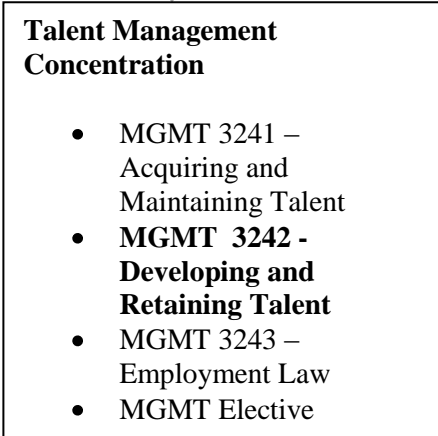 Talent Management
Concentration
• MGMT 3241 –
Acquiring and
Maintaining Talent
• MGMT 3242 -
Developing and
Retaining Talent
• MGMT 3243 –
Employment Law
• MGMT Elective